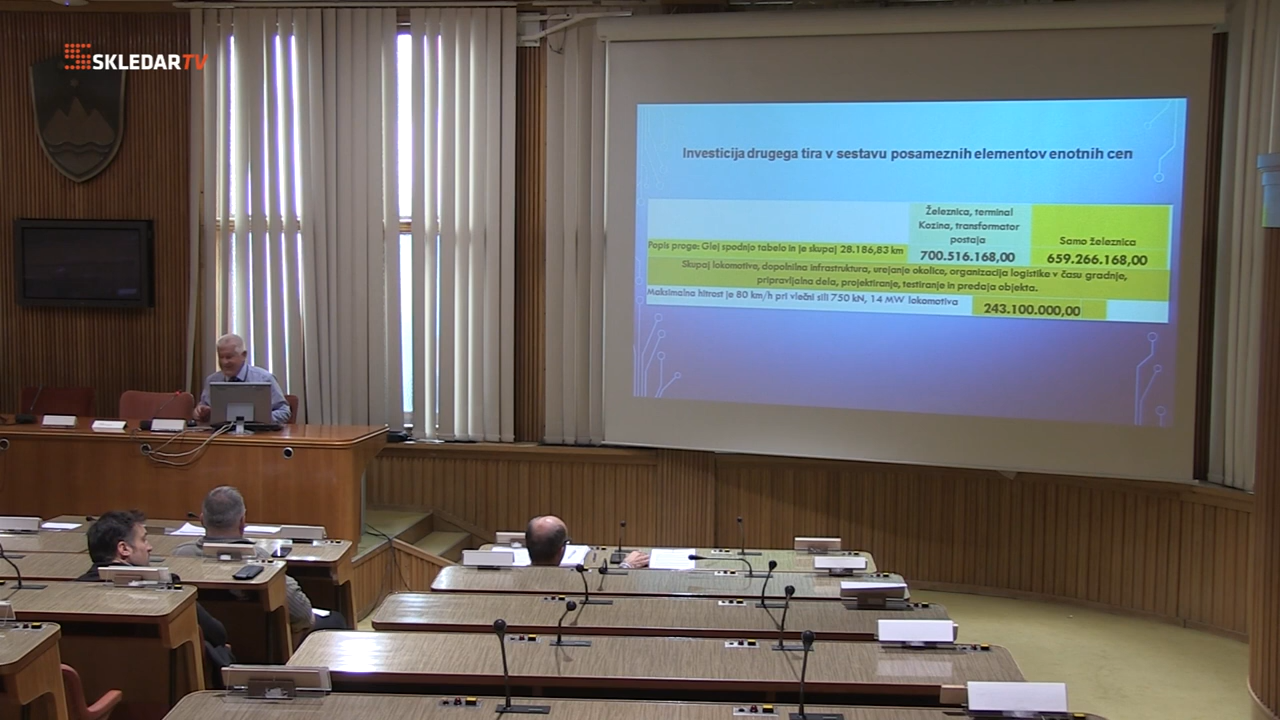 SKLEDARTV
Investicija drugega tira v sestavu posameznih elementov enotnih cen
Železnica, terminal
Kozina, transformator
postaja
Samo železnica
Popis proge: Glej spodnjo tabelo in je skupaj 28.186,83 km
700.516.168,00
659.266.168,00
Skupaj lokomotive, dopolnilna infrastruktura, urejanje okolice, organizacija logistike v času gradnje,
pripravljalna dela, projektiranje, testiranje in predaja objekta.
Maksimalna hitrost je 80 km/h pri vlečni sili 750 kN, 14 MW lokomotiva
243.100.000,00